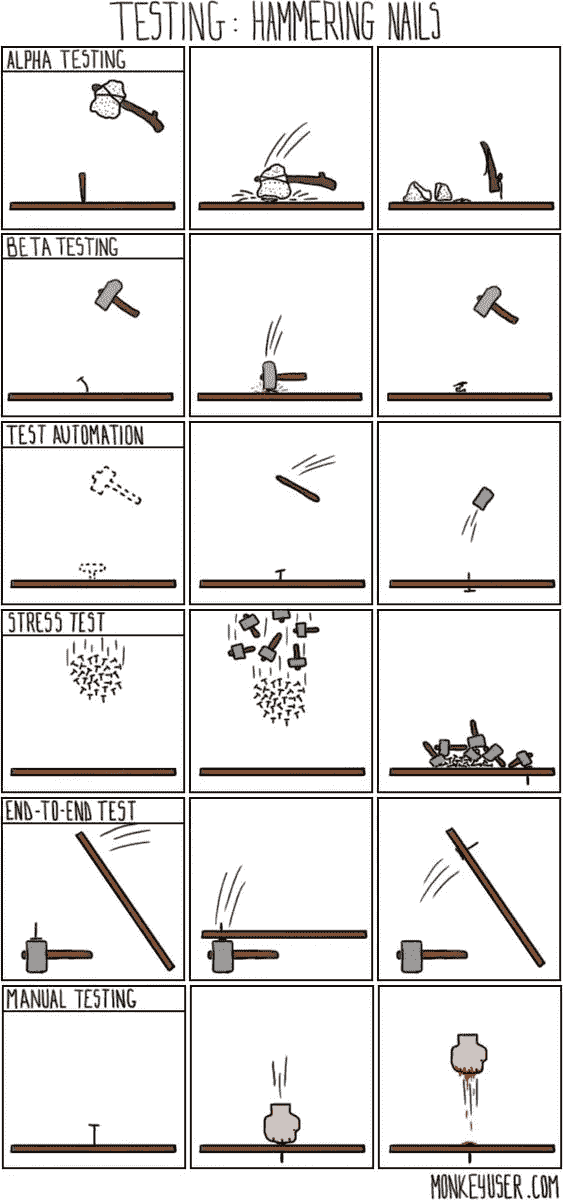 TESTING: HAMMERING NAILS
ALPHA TESTING
BETA TESTING
TEST AUTOMATION
STRESS TEST
END-TO-END TEST
MANUAL TESTING
MONKEYUSER.COM